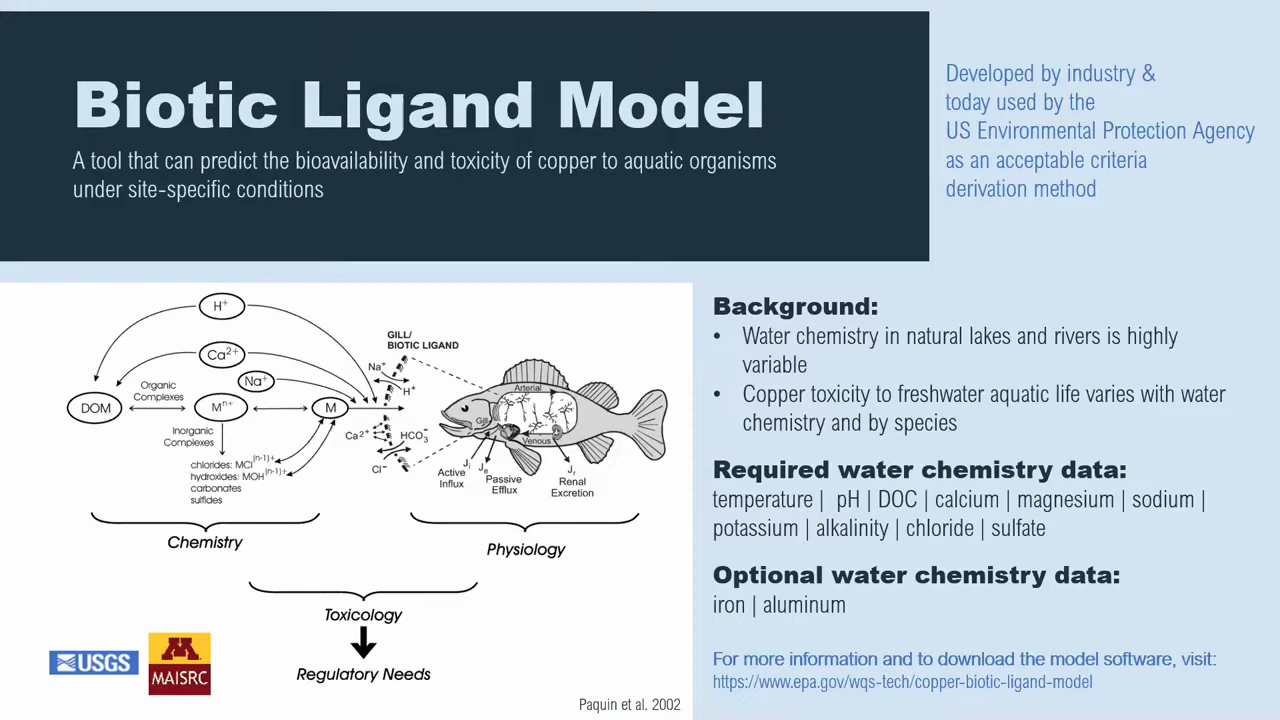 Biotic Ligand Model
A tool that can predict the bioavailability and toxicity of copper to aquatic organisms
under site-specific conditions
Developed by industry &
today used by the
US Environmental Protection Agency
as an acceptable criteria
derivation method
H⁺
Ca²⁺
Na⁺
DOM
Organic
Complexes
Mⁿ⁺
M
Inorganic
Complexes
chlorides: MCl⁽ⁿ⁻¹⁾⁺
hydroxides: MOH⁽ⁿ⁻¹⁾⁺
carbonates
sulfides
GILL/
BIOTIC LIGAND
Na⁺
H⁺
Ca²⁺
HCO₃⁻
Cl⁻
Arterial
Gill
Venous
Jᵢ
Active
Influx
Jₑ
Passive
Efflux
Jᵣ
Renal
Excretion
Chemistry
Physiology
Toxicology
Regulatory Needs
USGS
M
MAISRC
Paquin et al. 2002
Background:
• Water chemistry in natural lakes and rivers is highly
variable
• Copper toxicity to freshwater aquatic life varies with water
chemistry and by species
Required water chemistry data:
temperature | pH | DOC | calcium | magnesium | sodium |
potassium | alkalinity | chloride | sulfate
Optional water chemistry data:
iron | aluminum
For more information and to download the model software, visit:
https://www.epa.gov/wqs-tech/copper-biotic-ligand-model